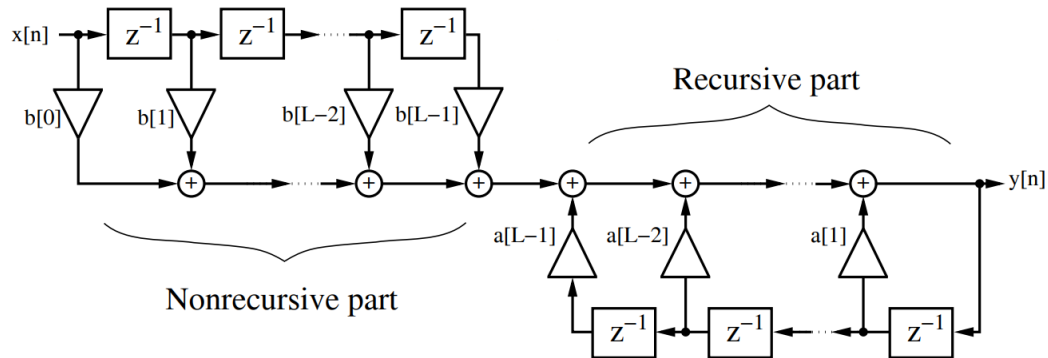 x[n]
z⁻¹
z⁻¹
z⁻¹
b[0]
b[1]
b[L−2]
b[L−1]
Recursive part
+
+
+
+
+
+
y[n]
a[L−1]
a[L−2]
a[1]
Nonrecursive part
z⁻¹
z⁻¹
z⁻¹